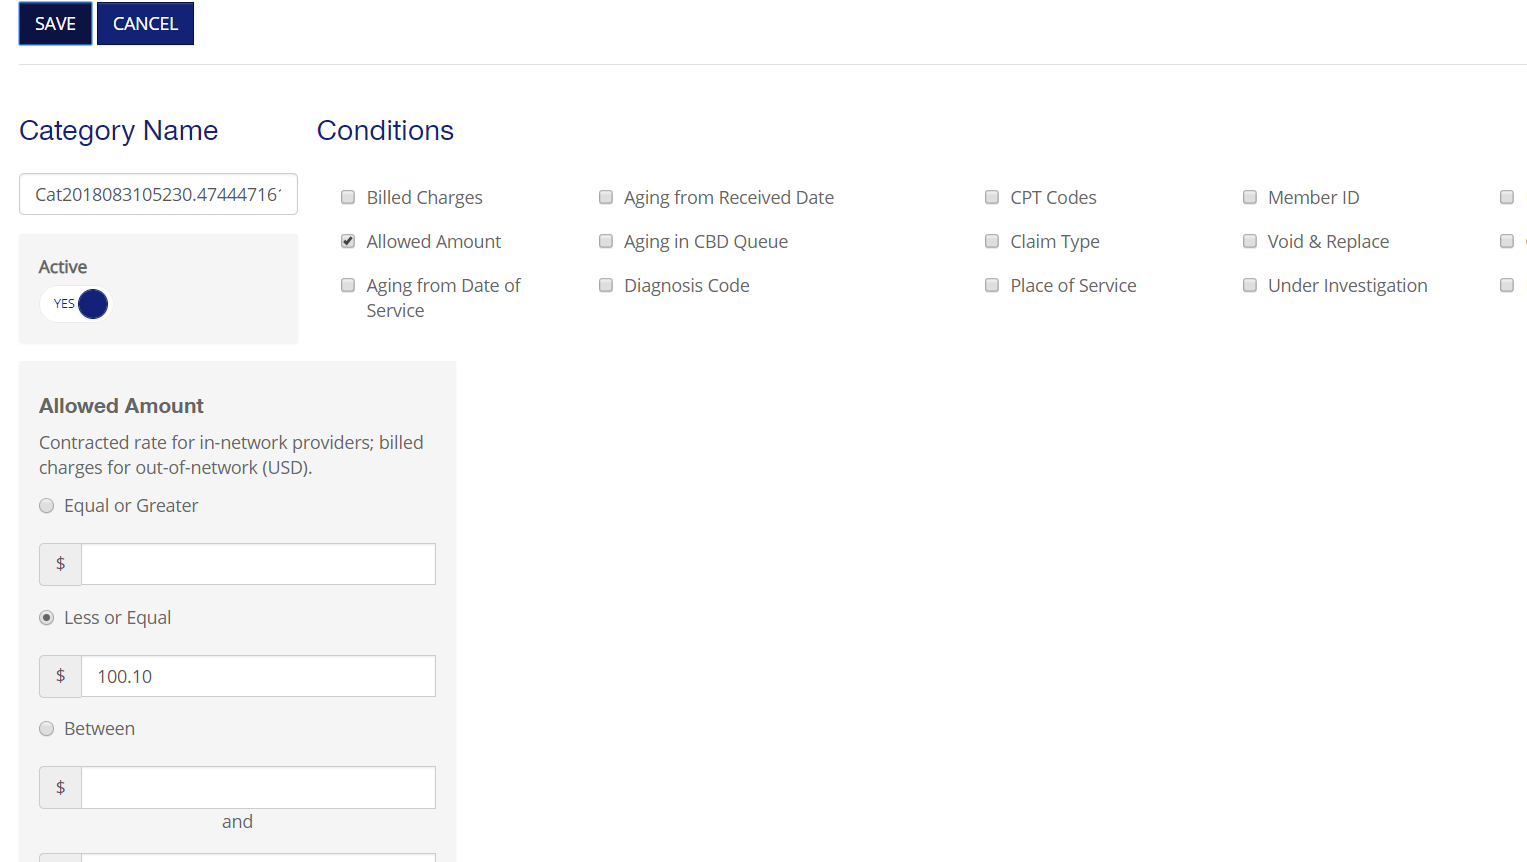 SAVE CANCEL
Category Name Conditions
Cat2018083105230.47444716
Billed Charges Aging from Received Date CPT Codes Member ID
Allowed Amount Aging in CBD Queue Claim Type Void & Replace
Aging from Date of Service Diagnosis Code Place of Service Under Investigation
Active
YES
Allowed Amount
Contracted rate for in-network providers; billed
charges for out-of-network (USD).
Equal or Greater
$
Less or Equal
$ 100.10
Between
$
and